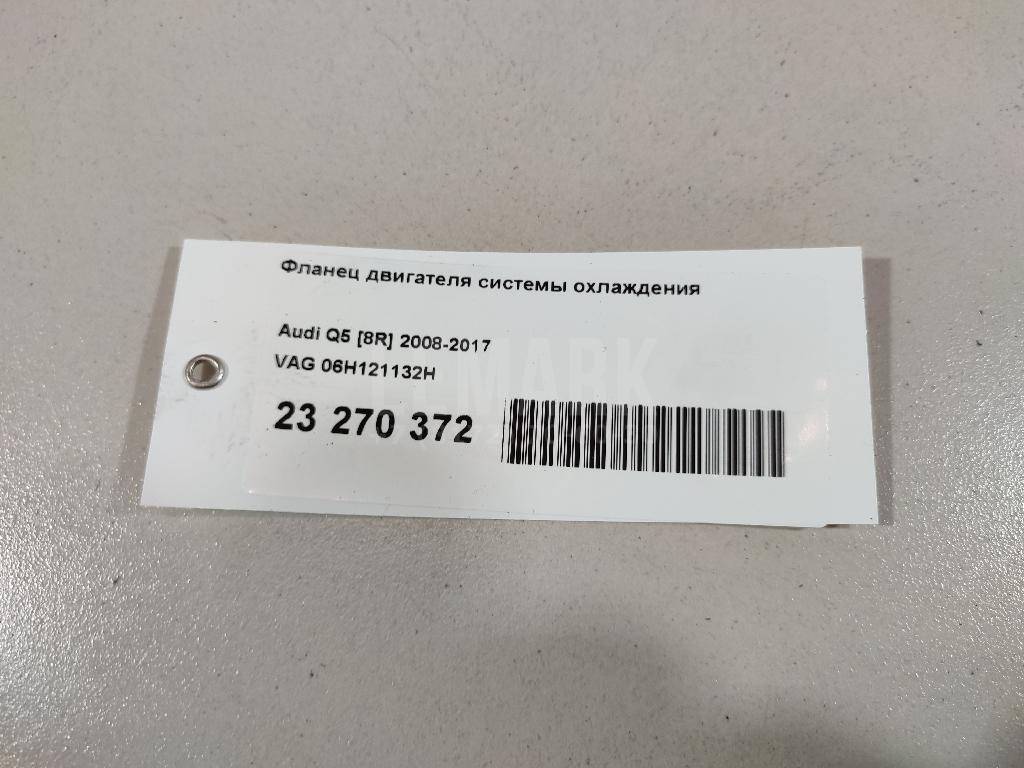 Фланец двигателя системы охлаждения
Audi Q5 [8R] 2008-2017
VAG 06H121132H
23 270 372